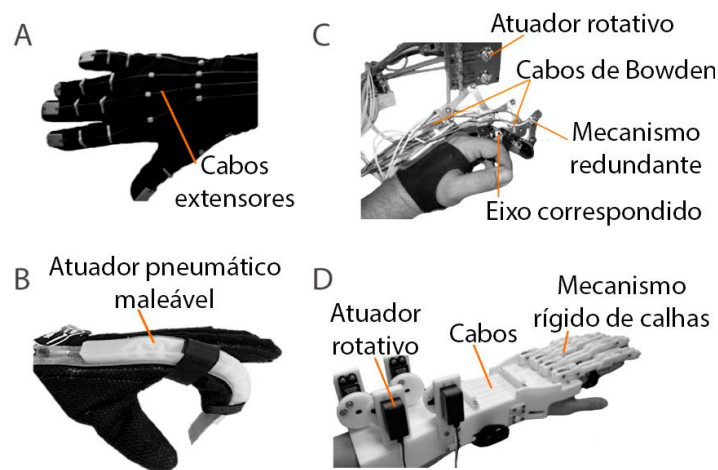 A
Cabos
extensores
B
Atuador pneumático
maleável
C
Atuador rotativo
Cabos de Bowden
Mecanismo
redundante
Eixo correspondido
D
Atuador
rotativo
Cabos
Mecanismo
rígido de calhas